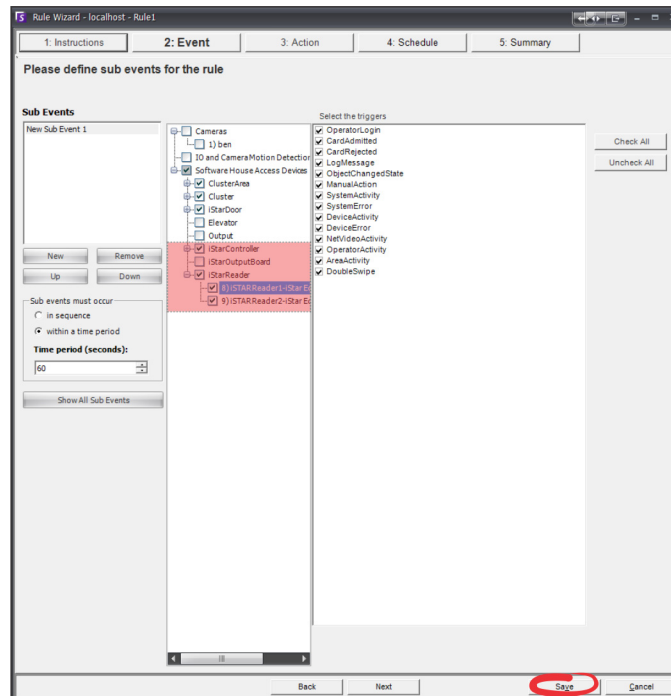 Rule Wizard - localhost - Rule1
1: Instructions
2: Event
3: Action
4: Schedule
5: Summary
Please define sub events for the rule
Sub Events
New Sub Event 1
New
Remove
Up
Down
Sub events must occur
in sequence
within a time period
Time period (seconds):
60
Show All Sub Events
Cameras
1) ben
IO and Camera Motion Detection
Software House Access Devices
ClusterArea
Cluster
iStarDoor
Elevator
Output
iStarController
iStarOutputBoard
iStarReader
8) iSTARReader1-iStar Ed
9) iSTARReader2-iStar Ed
Select the triggers
OperatorLogin
CardAdmitted
CardRejected
LogMessage
ObjectChangedState
ManualAction
SystemActivity
SystemError
DeviceActivity
DeviceError
NetVideoActivity
OperatorActivity
AreaActivity
DoubleSwipe
Check All
Uncheck All
Back
Next
Save
Cancel